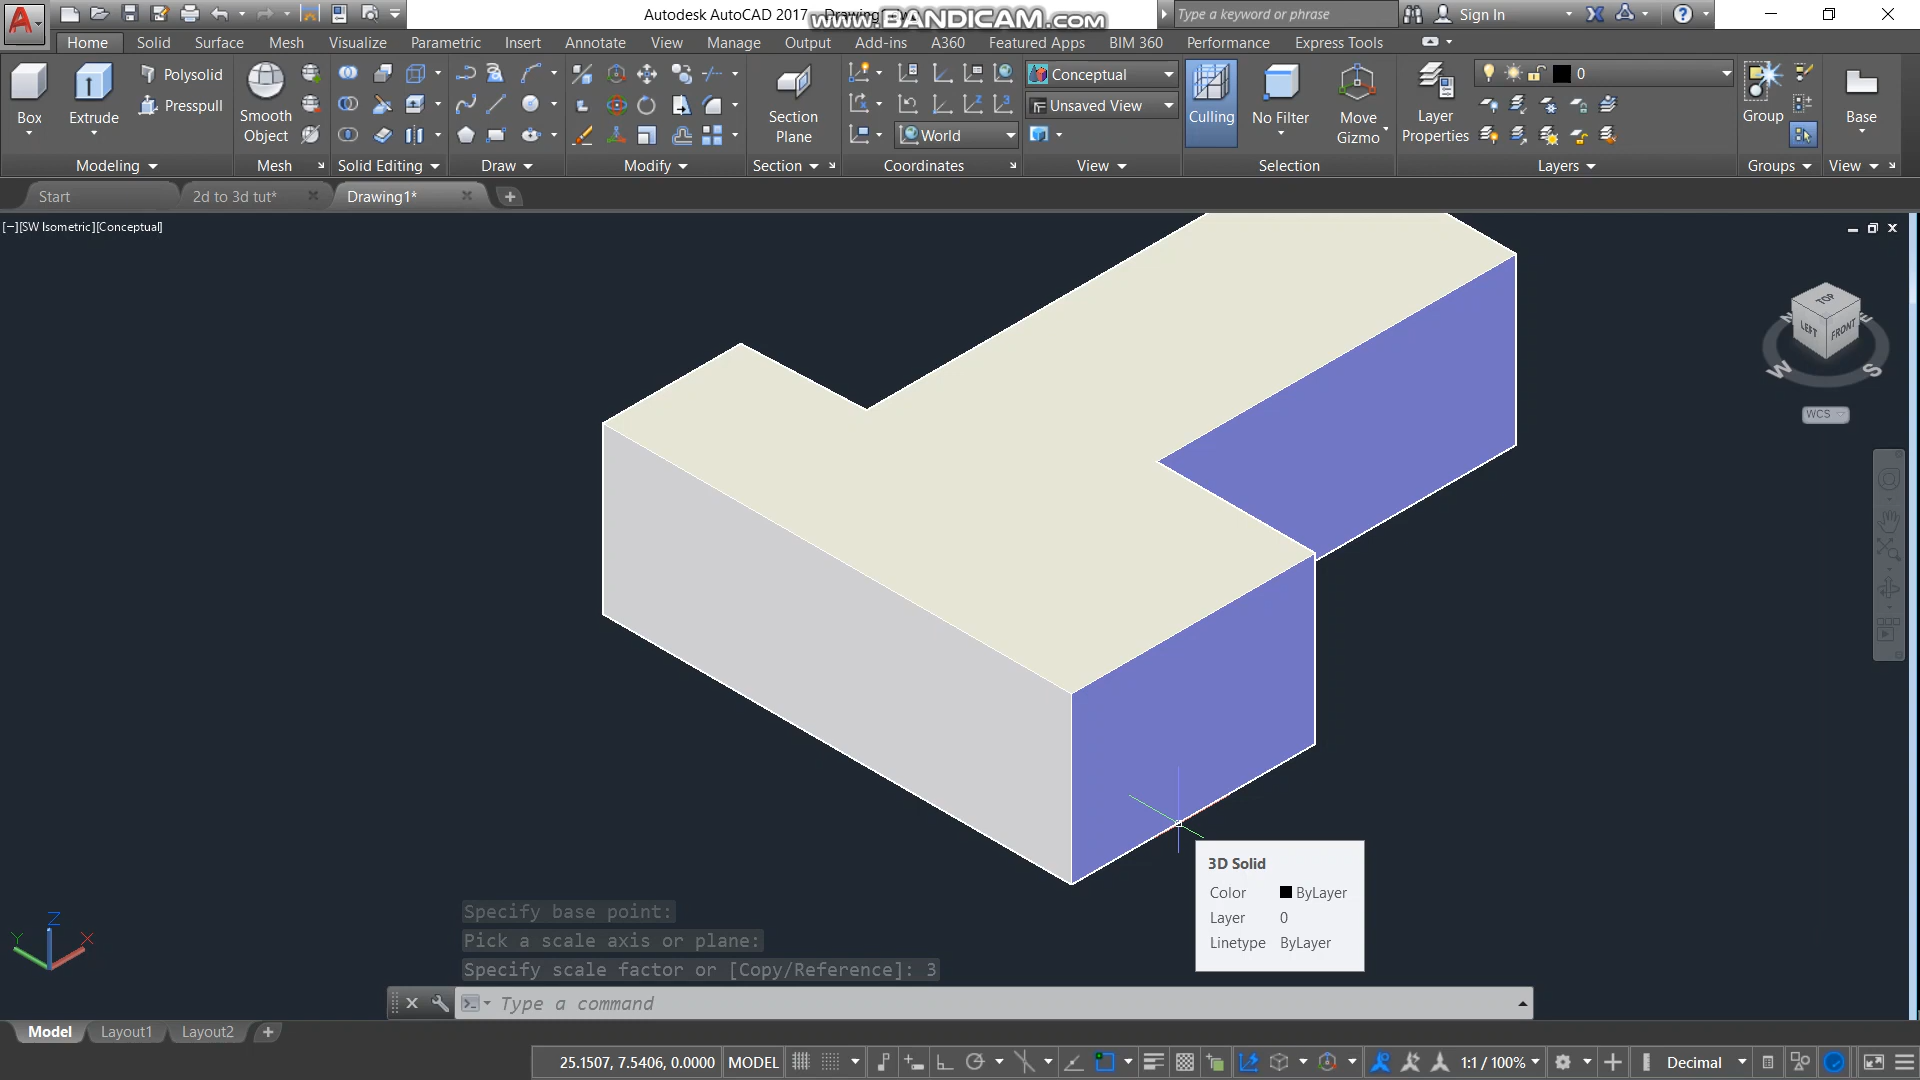 Autodesk AutoCAD 2017
www.BANDICAM.com
Type a keyword or phrase
Sign In
Home Solid Surface Mesh Visualize Parametric Insert Annotate View Manage Output Add-ins A360 Featured Apps BIM 360 Performance Express Tools
Box
Extrude
Polysolid
Presspull
Smooth
Object
Section
Plane
World
Conceptual
Unsaved View
Culling
No Filter
Move
Gizmo
Layer
Properties
0
Group
Base
Modeling Mesh Solid Editing Draw Modify Section Coordinates View Selection Layers Groups View
Start 2d to 3d tut* Drawing1*
[−][SW Isometric][Conceptual]
TOP
LEFT FRONT
N E
W S
WCS
3D Solid
Color ByLayer
Layer 0
Linetype ByLayer
Z
Y X
Specify base point:
Pick a scale axis or plane:
Specify scale factor or [Copy/Reference]: 3
Type a command
Model Layout1 Layout2
25.1507, 7.5406, 0.0000 MODEL 1:1 / 100% Decimal